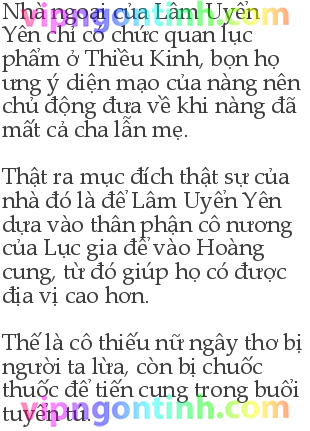 Nhà ngoại của Lâm Uyển
Yên chỉ có chức quan lục
phẩm ở Thiều Kinh, bọn họ
ưng ý diện mạo của nàng nên
chủ động đưa về khi nàng đã
mất cả cha lẫn mẹ.

Thật ra mục đích thật sự của
nhà đó là để Lâm Uyển Yên
dựa vào thân phận cô nương
của Lục gia để vào Hoàng
cung, từ đó giúp họ có được
địa vị cao hơn.

Thế là cô thiếu nữ ngây thơ bị
người ta lừa, còn bị chuốc
thuốc để tiến cung trong buổi
tuyển tú.
vipngontinh.com
vipngontinh.com